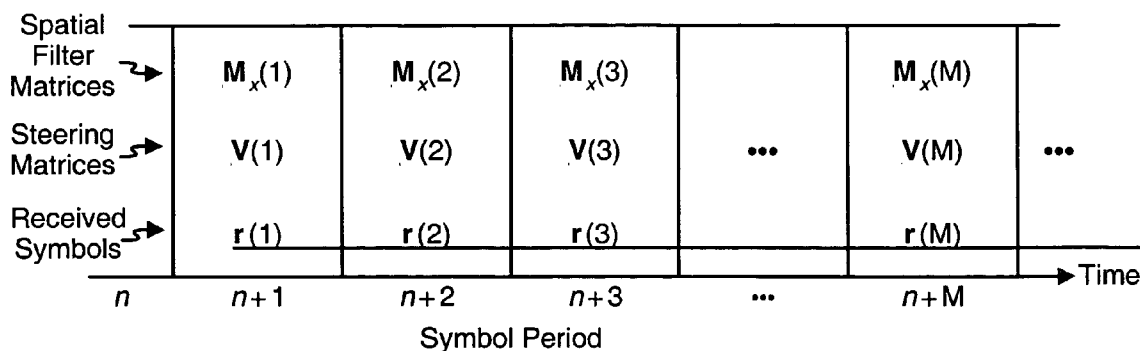 Spatial
Filter
Matrices
M_x(1) M_x(2) M_x(3) M_x(M)
Steering
Matrices
V(1) V(2) V(3) ••• V(M) •••
Received
Symbols
r(1) r(2) r(3) r(M)
Time
n n+1 n+2 n+3 ••• n+M
Symbol Period